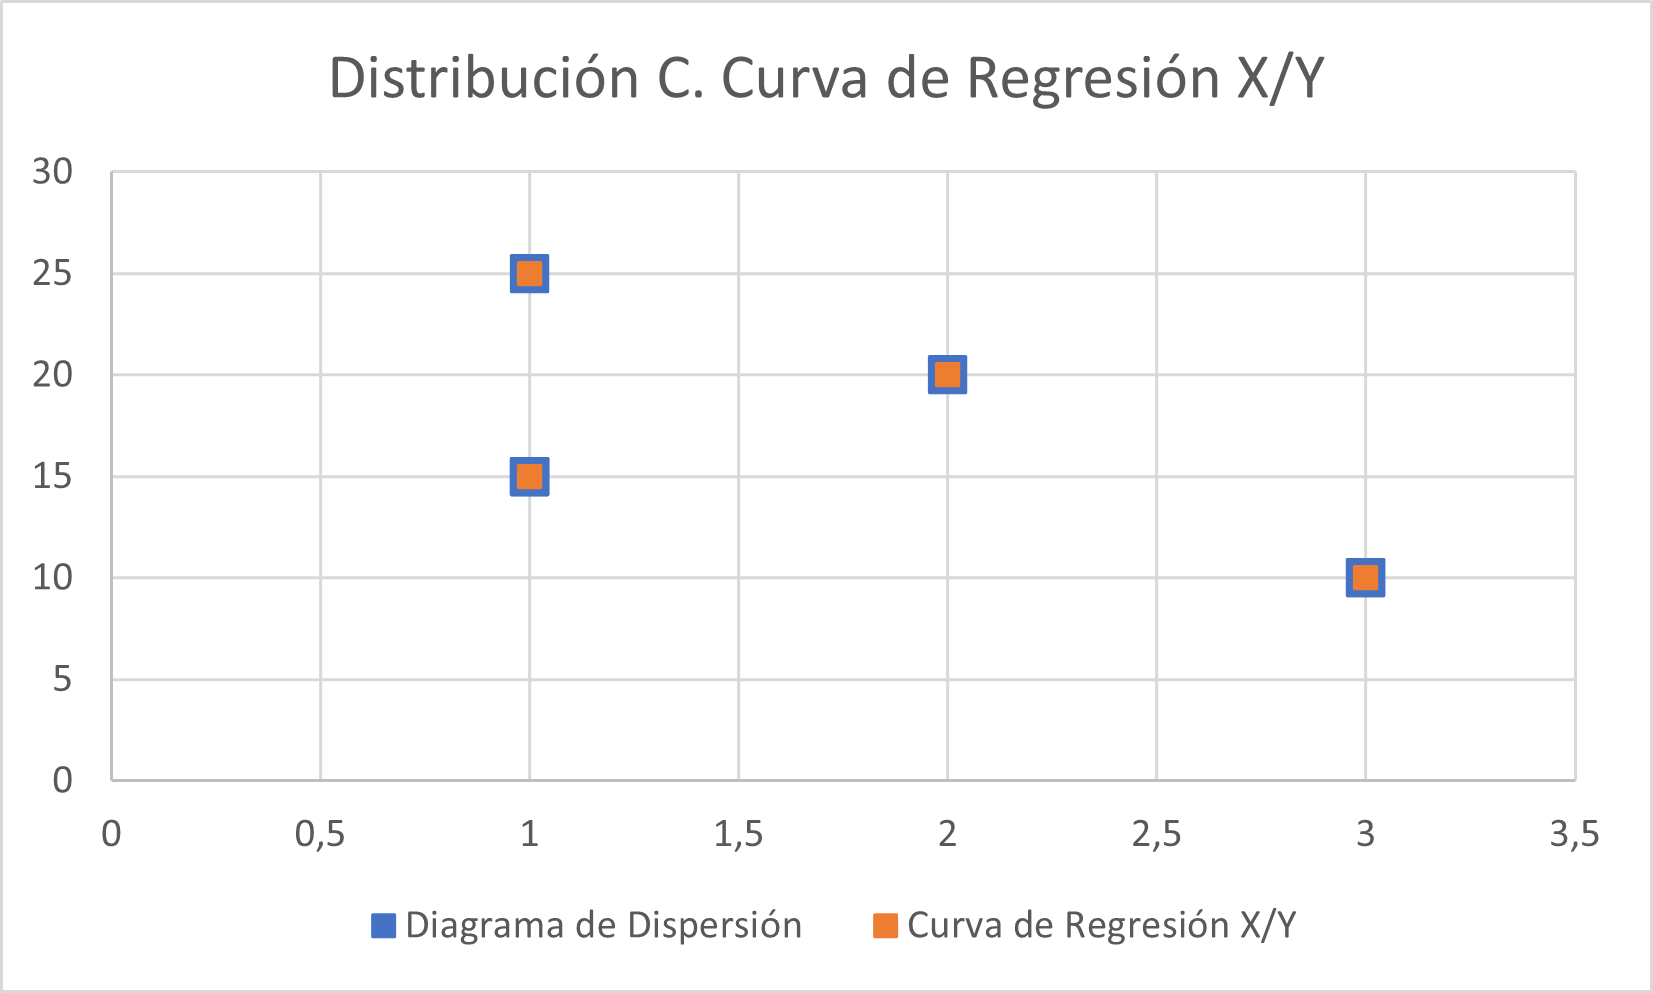 Distribución C. Curva de Regresión X/Y
30
25
20
15
10
5
0
0 0,5 1 1,5 2 2,5 3 3,5
Diagrama de Dispersión Curva de Regresión X/Y